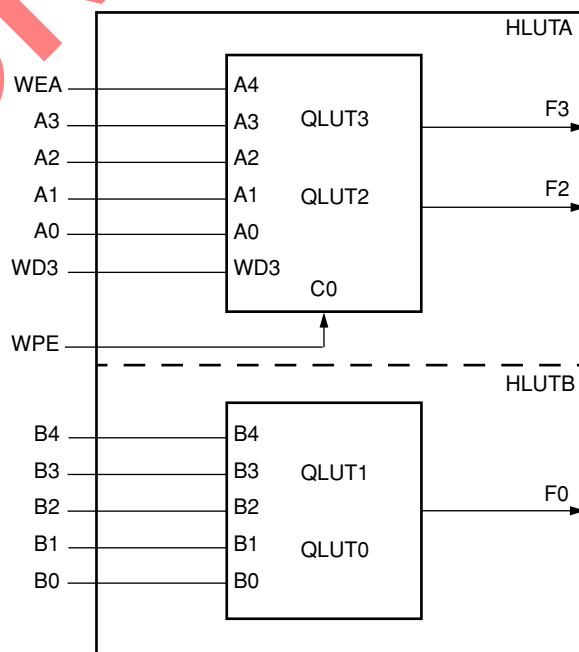 HLUTA
WEA A4
A3 A3 QLUT3 F3
A2 A2
A1 A1 QLUT2 F2
A0 A0
WD3 WD3
C0
WPE
HLUTB
B4 B4
B3 B3 QLUT1
B2 B2 F0
B1 B1 QLUT0
B0 B0